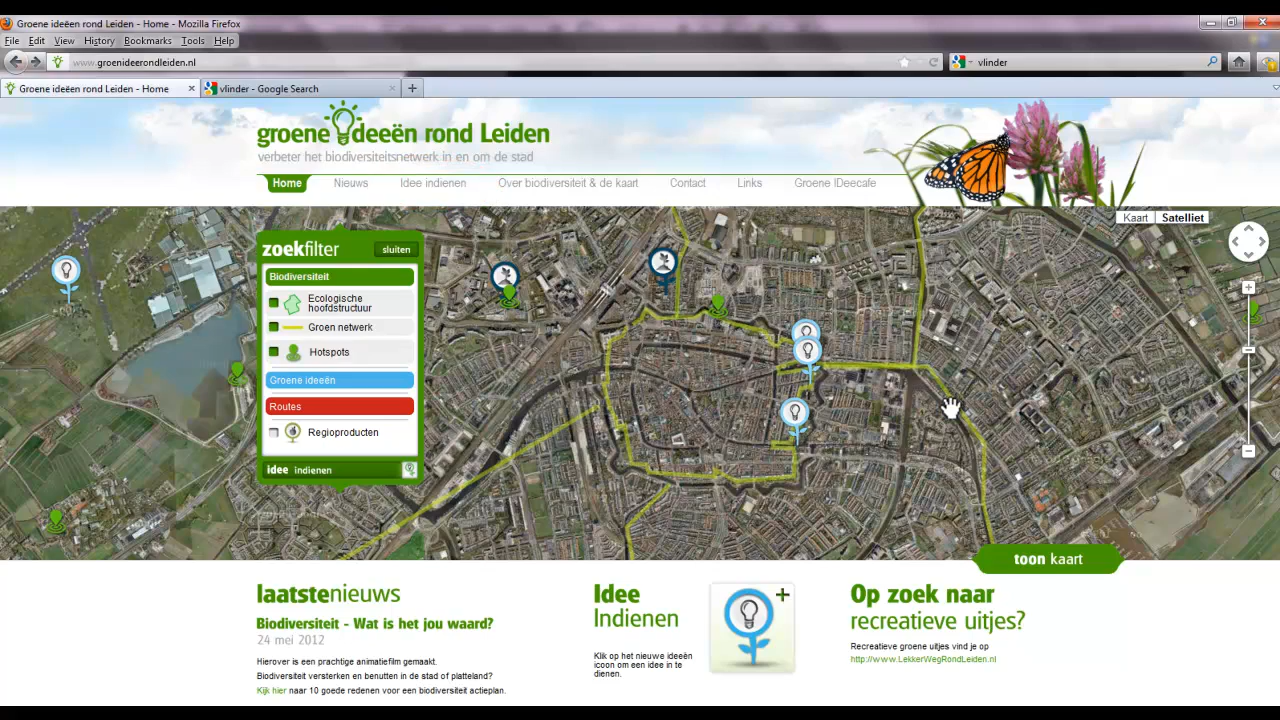 Groene ideeën rond Leiden - Home - Mozilla Firefox
File Edit View History Bookmarks Tools Help
www.groenideerondleiden.nl
vlinder
Groene ideeën rond Leiden - Home
vlinder - Google Search
groene ideeën rond Leiden
verbeter het biodiversiteitsnetwerk in en om de stad
Home Nieuws Idee indienen Over biodiversiteit & de kaart Contact Links Groene IDeecafe
Kaart Satelliet
zoekfilter sluiten
Biodiversiteit
Ecologische
hoofdstructuur
Groen netwerk
Hotspots
Groene ideeën
Routes
Regioproducten
idee indienen
toon kaart
laatstenieuws
Biodiversiteit - Wat is het jou waard?
24 mei 2012
Hierover is een prachtige animatiefilm gemaakt.
Biodiversiteit versterken en benutten in de stad of platteland?
Kijk hier naar 10 goede redenen voor een biodiversiteit actieplan.
Idee
Indienen
Klik op het nieuwe ideeën
icoon om een idee in te
dienen.
Op zoek naar
recreatieve uitjes?
Recreatieve groene uitjes vind je op
http://www.LekkerWegRondLeiden.nl